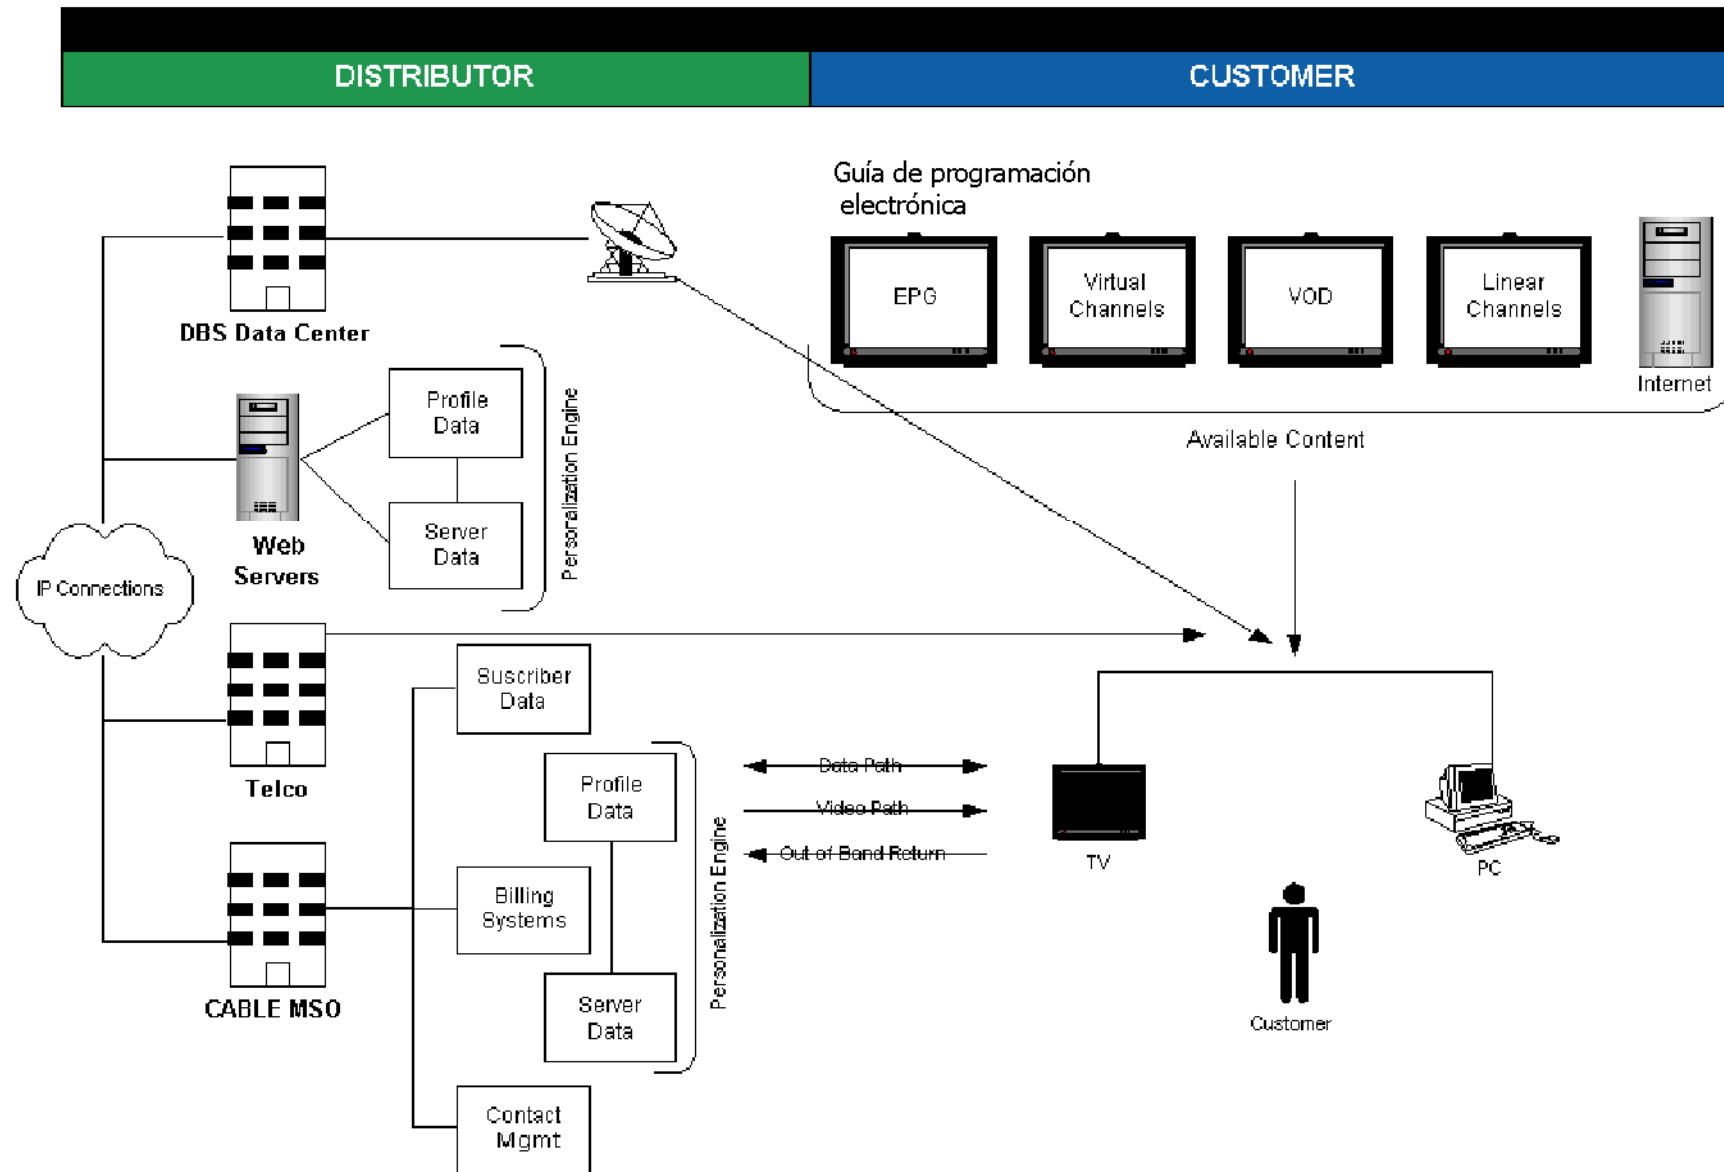 DISTRIBUTOR
CUSTOMER
Guía de programación
electrónica
EPG
Virtual
Channels
VOD
Linear
Channels
Internet
Available Content
DBS Data Center
Profile
Data
Server
Data
Personalization Engine
Web
Servers
IP Connections
Telco
Suscriber
Data
Profile
Data
Billing
Systems
Server
Data
Personalization Engine
CABLE MSO
Contact
Mgmt
Data Path
Video Path
Out of Band Return
TV
PC
Customer